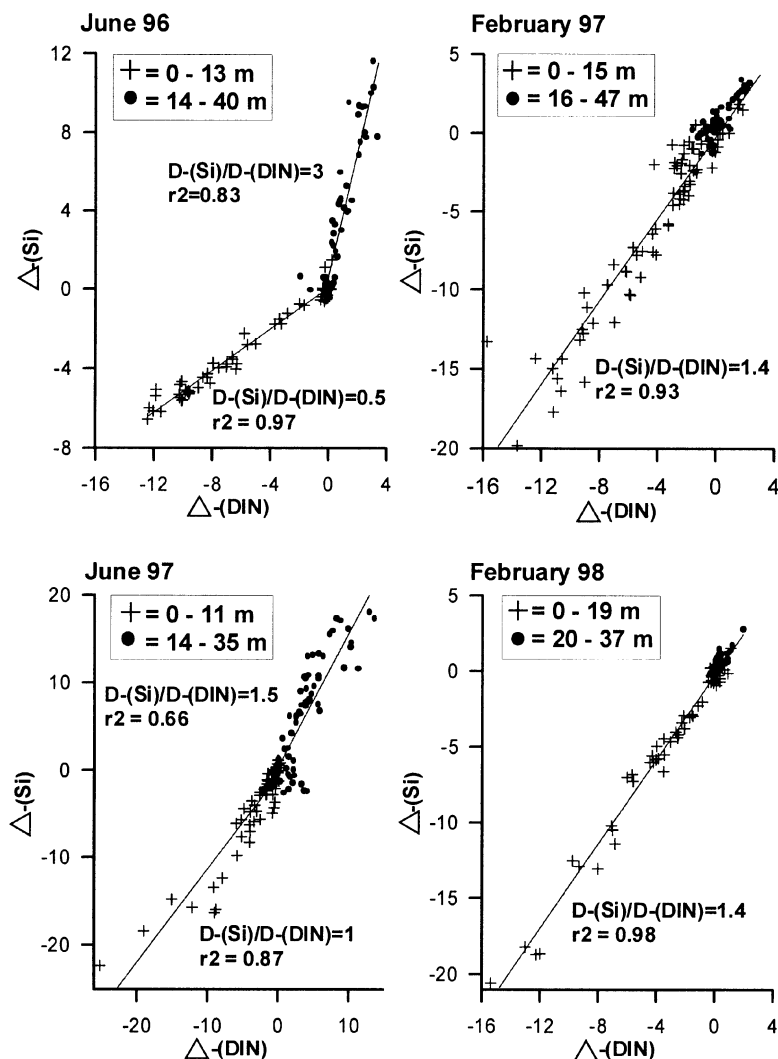 June 96
+ = 0 - 13 m
● = 14 - 40 m
D-(Si)/D-(DIN)=3
r2=0.83
D-(Si)/D-(DIN)=0.5
r2 = 0.97
12
8
4
0
-4
-8
△-(Si)
-16 -12 -8 -4 0 4
△-(DIN)
February 97
+ = 0 - 15 m
● = 16 - 47 m
D-(Si)/D-(DIN)=1.4
r2 = 0.93
5
0
-5
-10
-15
-20
△-(Si)
-16 -12 -8 -4 0 4
△-(DIN)
June 97
+ = 0 - 11 m
● = 14 - 35 m
D-(Si)/D-(DIN)=1.5
r2 = 0.66
D-(Si)/D-(DIN)=1
r2 = 0.87
20
10
0
-10
-20
△-(Si)
-20 -10 0 10
△-(DIN)
February 98
+ = 0 - 19 m
● = 20 - 37 m
D-(Si)/D-(DIN)=1.4
r2 = 0.98
5
0
-5
-10
-15
-20
△-(Si)
-16 -12 -8 -4 0 4
△-(DIN)